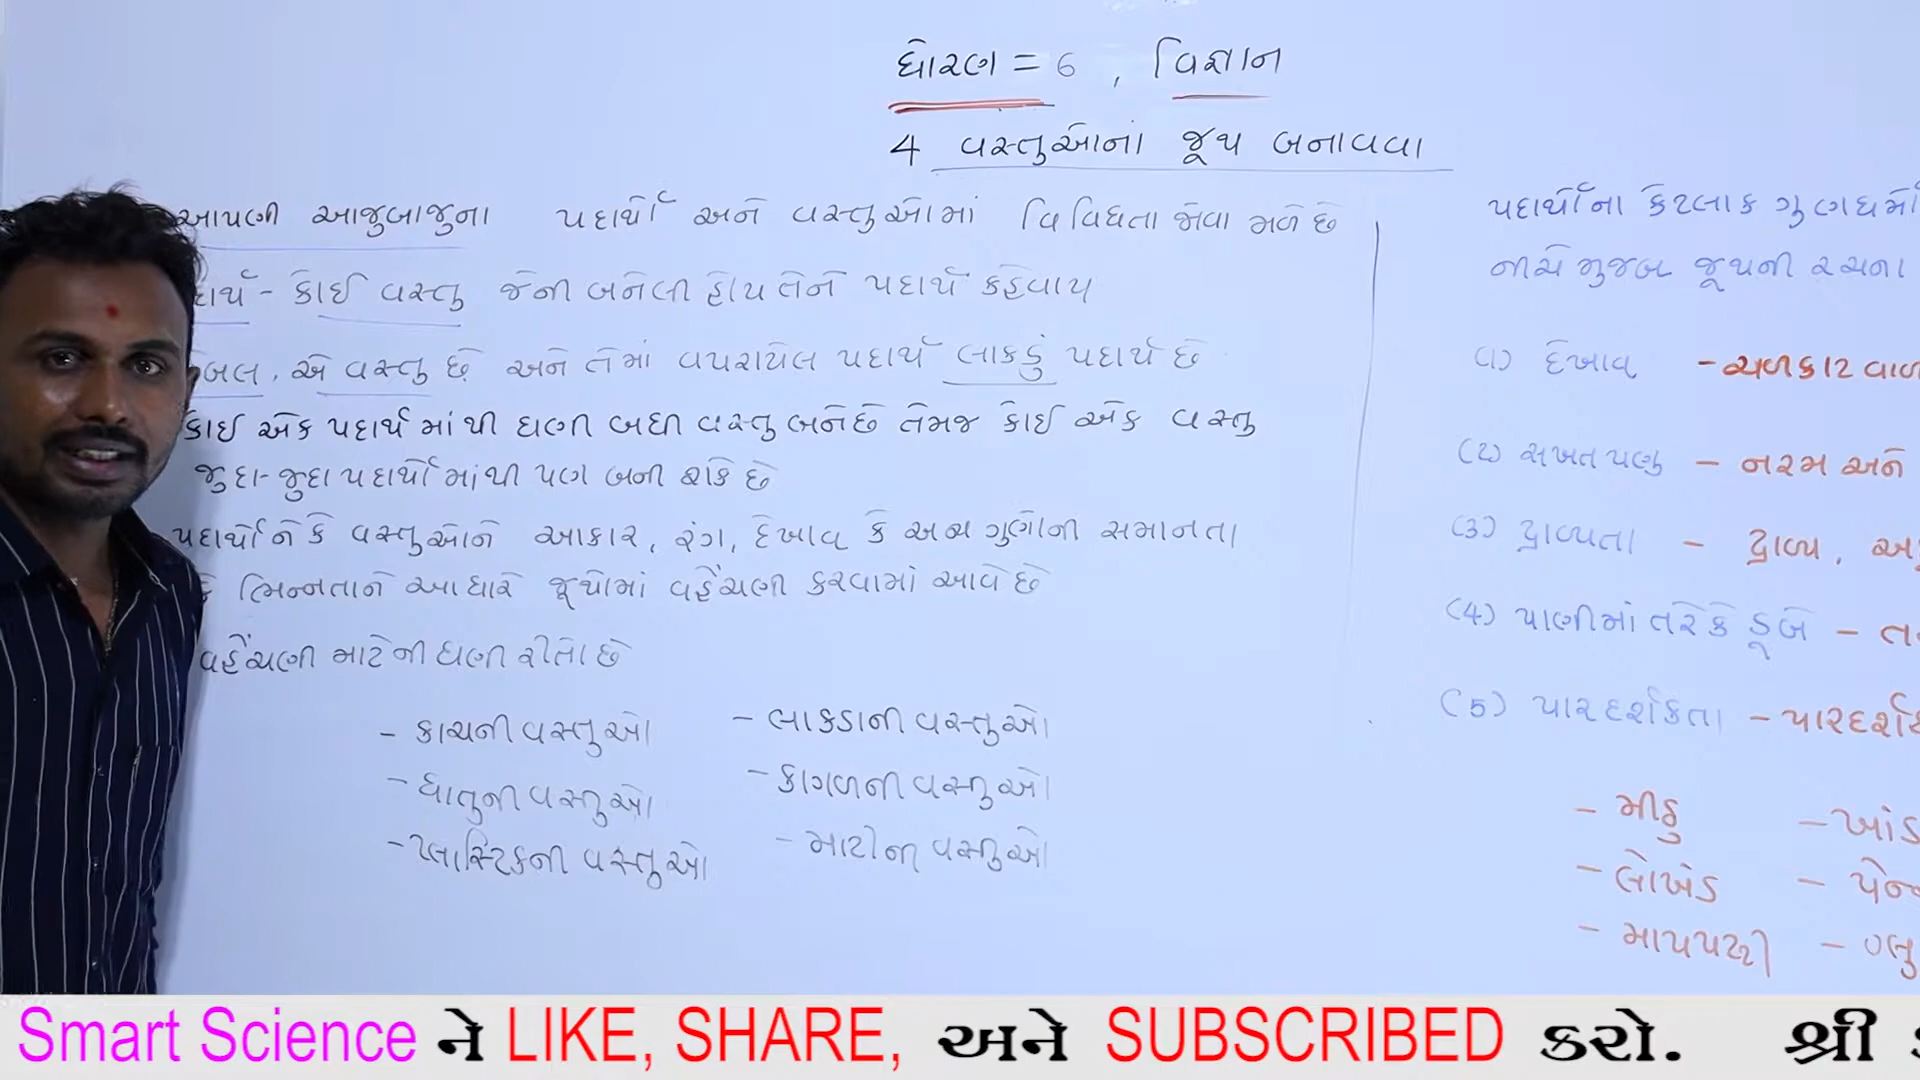 ધોરણ = 6 , વિજ્ઞાન
4 વસ્તુઓનાં જૂથ બનાવવા
આપણી આજુબાજુના પદાર્થો અને વસ્તુઓમાં વિવિધતા જોવા મળે છે
કોઈ વસ્તુ જેની બનેલી હોય તેને પદાર્થ કહેવાય
એ વસ્તુ છે અને તેમાં વપરાયેલ પદાર્થ લાકડું પદાર્થ છે
કોઈ એક પદાર્થમાંથી ઘણી બધી વસ્તુ બને છે તેમજ કોઈ એક વસ્તુ
જુદા-જુદા પદાર્થોમાંથી પણ બની શકે છે
પદાર્થોને કે વસ્તુઓને આકાર, રંગ, દેખાવ કે અન્ય ગુણોની સમાનતા
કે ભિન્નતાને આધારે જૂથોમાં વહેંચણી કરવામાં આવે છે
વહેંચણી માટેની ઘણી રીતો છે
- કાચની વસ્તુઓ
- ધાતુની વસ્તુઓ
- પ્લાસ્ટિકની વસ્તુઓ
- લાકડાની વસ્તુઓ
- કાગળની વસ્તુઓ
- માટીની વસ્તુઓ
પદાર્થોના કેટલાક ગુણધર્મો
નીચે મુજબ જૂથની રચના
(1) દેખાવ - ચળકાટ વાળ
(2) સખતપણુ - નરમ અને
(3) દ્રાવ્યતા - દ્રાવ્ય,
(4) પાણીમાં તરે કે ડૂબે -
(5) પારદર્શકતા - પારદર્શક
- મીઠુ - ખાંડ
- લોખંડ
- માપપટ્ટી
Smart Science ને LIKE, SHARE, અને SUBSCRIBED કરો. શ્રી